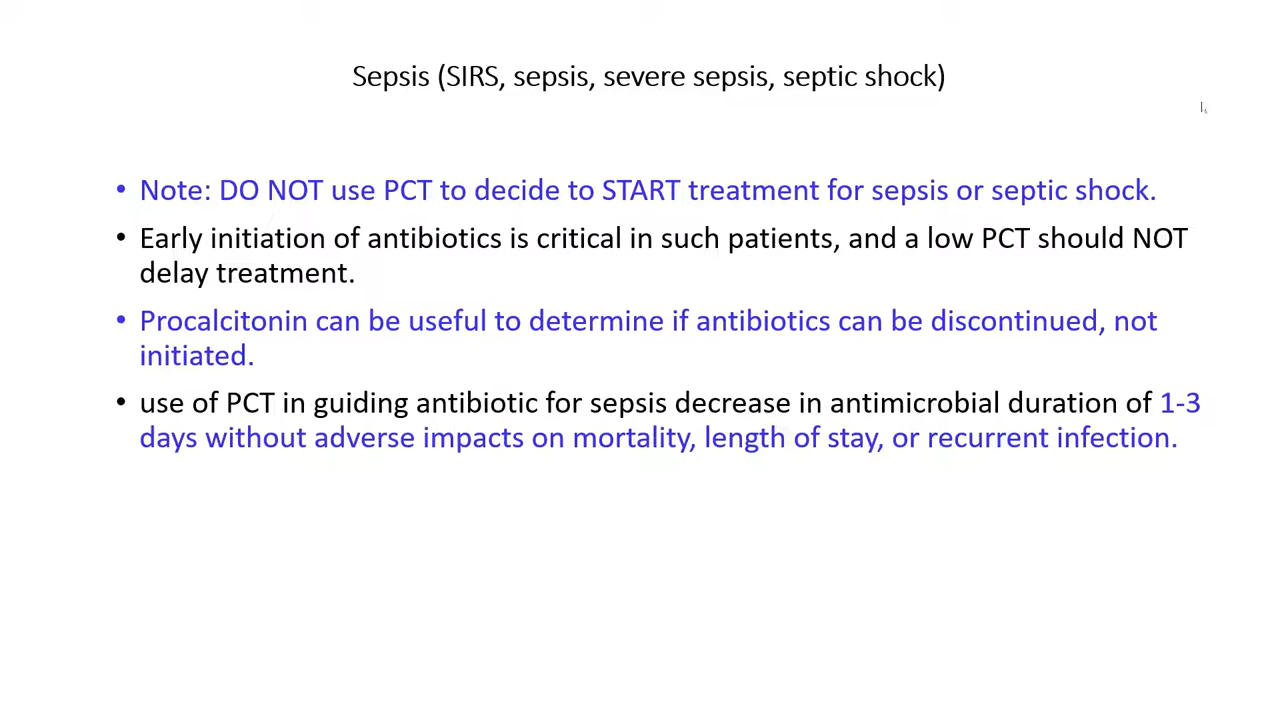 Sepsis (SIRS, sepsis, severe sepsis, septic shock)
• Note: DO NOT use PCT to decide to START treatment for sepsis or septic shock.
• Early initiation of antibiotics is critical in such patients, and a low PCT should NOT
delay treatment.
• Procalcitonin can be useful to determine if antibiotics can be discontinued, not
initiated.
• use of PCT in guiding antibiotic for sepsis decrease in antimicrobial duration of 1-3
days without adverse impacts on mortality, length of stay, or recurrent infection.